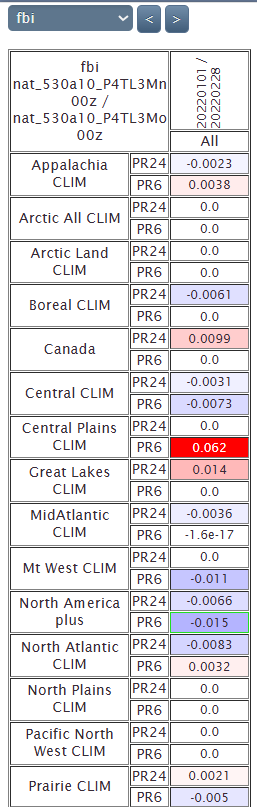 fbi
<
>
fbi
nat_530a10_P4TL3Mn
00z /
nat_530a10_P4TL3Mo
00z
20220101 /
20220228
All
Appalachia
CLIM
PR24 -0.0023
PR6 0.0038
Arctic All CLIM
PR24 0.0
PR6 0.0
Arctic Land
CLIM
PR24 0.0
PR6 0.0
Boreal CLIM
PR24 -0.0061
PR6 0.0
Canada
PR24 0.0099
PR6 0.0
Central CLIM
PR24 -0.0031
PR6 -0.0073
Central Plains
CLIM
PR24 0.0
PR6 0.062
Great Lakes
CLIM
PR24 0.014
PR6 0.0
MidAtlantic
CLIM
PR24 -0.0036
PR6 -1.6e-17
Mt West CLIM
PR24 0.0
PR6 -0.011
North America
plus
PR24 -0.0066
PR6 -0.015
North Atlantic
CLIM
PR24 -0.0083
PR6 0.0032
North Plains
CLIM
PR24 0.0
PR6 0.0
Pacific North
West CLIM
PR24 0.0
PR6 0.0
Prairie CLIM
PR24 0.0021
PR6 -0.005